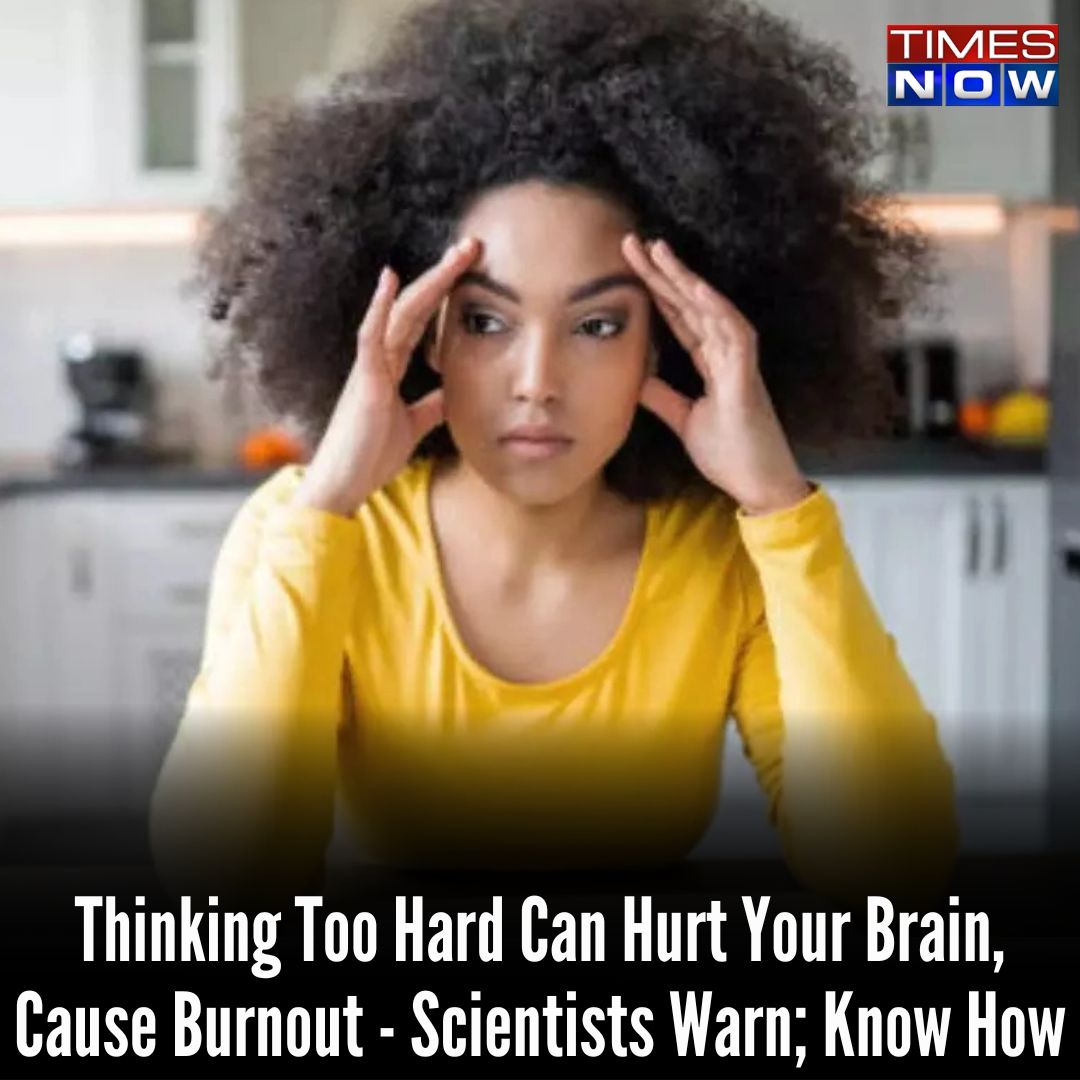 TIMES
NOW
Thinking Too Hard Can Hurt Your Brain,
Cause Burnout - Scientists Warn; Know How